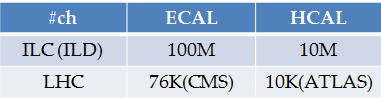 #ch ECAL HCAL
ILC (ILD) 100M 10M
LHC 76K(CMS) 10K(ATLAS)